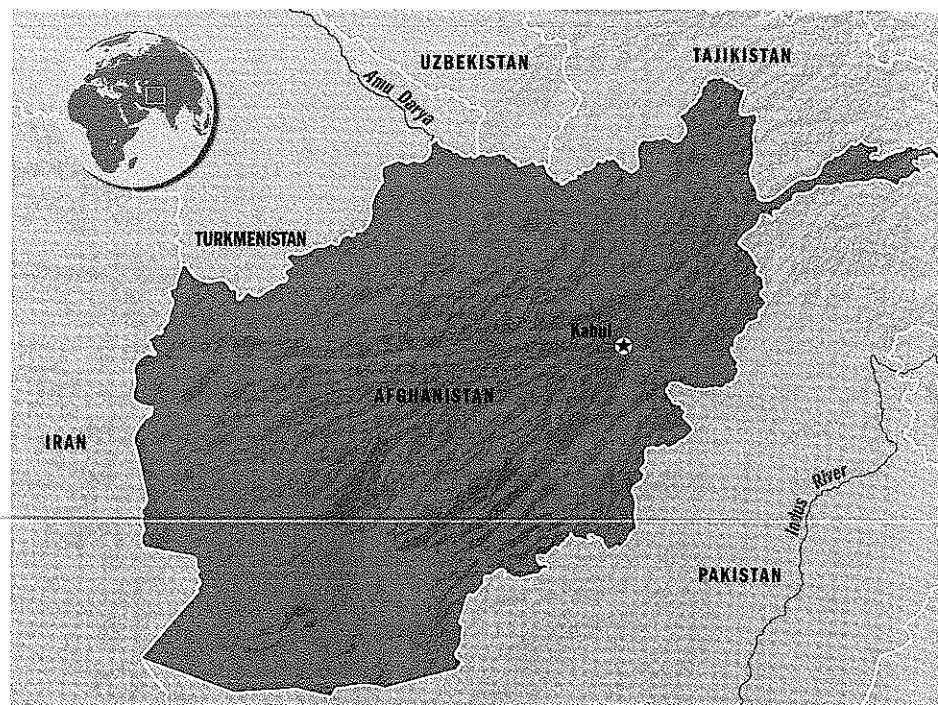 UZBEKISTAN
TAJIKISTAN
Amu Darya
TURKMENISTAN
Kabul
AFGHANISTAN
IRAN
Indus River
PAKISTAN